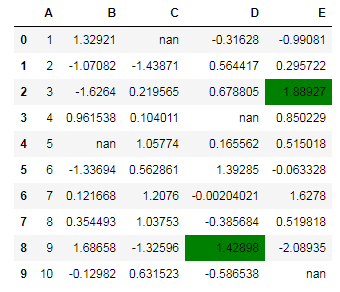 A B C D E
0 1 1.32921 nan -0.31628 -0.99081
1 2 -1.07082 -1.43871 0.564417 0.295722
2 3 -1.6264 0.219565 0.678805 1.88927
3 4 0.961538 0.104011 nan 0.850229
4 5 nan 1.05774 0.165562 0.515018
5 6 -1.33694 0.562861 1.39285 -0.063328
6 7 0.121668 1.2076 -0.00204021 1.6278
7 8 0.354493 1.03753 -0.385684 0.519818
8 9 1.68658 -1.32596 1.42898 -2.08935
9 10 -0.12982 0.631523 -0.586538 nan